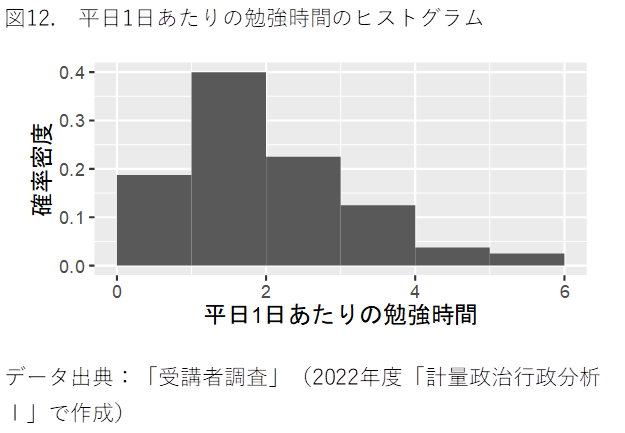 図12.　平日1日あたりの勉強時間のヒストグラム
0.4
0.3
0.2
0.1
0.0
確率密度
0 2 4 6
平日1日あたりの勉強時間
データ出典：「受講者調査」（2022年度「計量政治行政分析
Ⅰ」で作成）